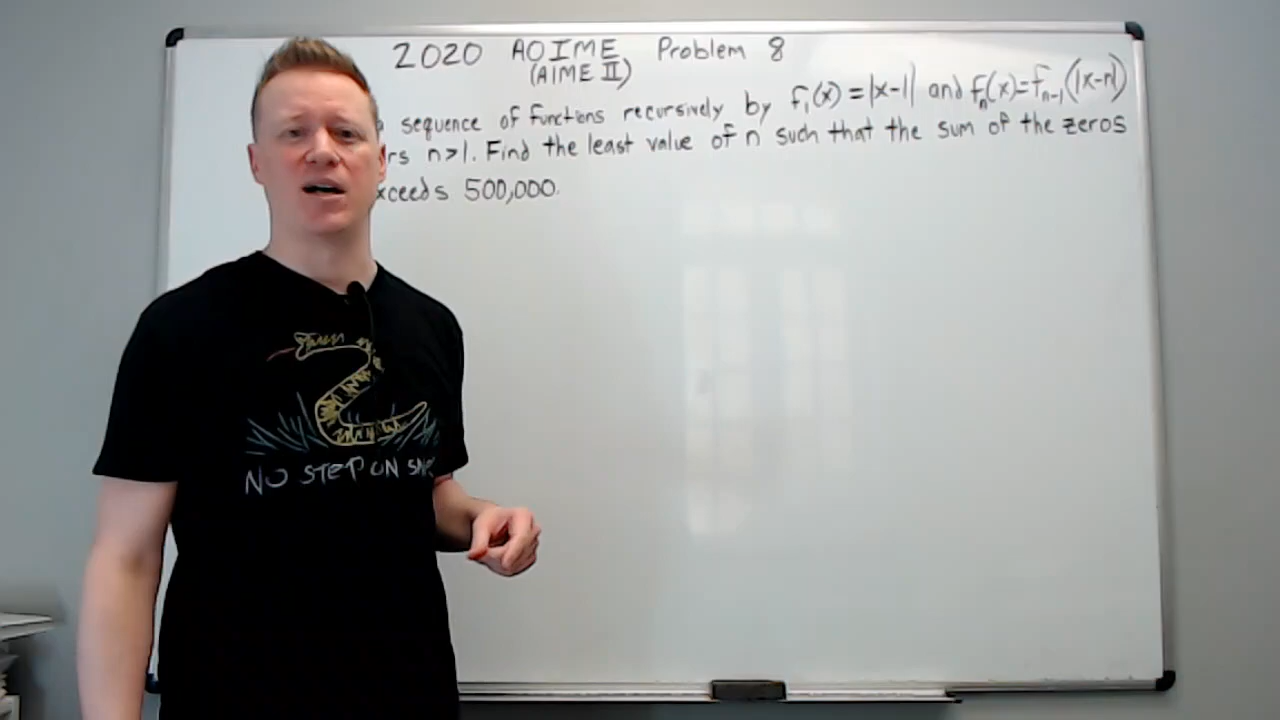 2020 AOIME Problem 8
(AIME II)
sequence of functions recursively by f₁(x)=|x-1| and fₙ(x)=fₙ₋₁(|x-n|)
rs n>1. Find the least value of n such that the sum of the zeros
xceeds 500,000.
NO STEP ON